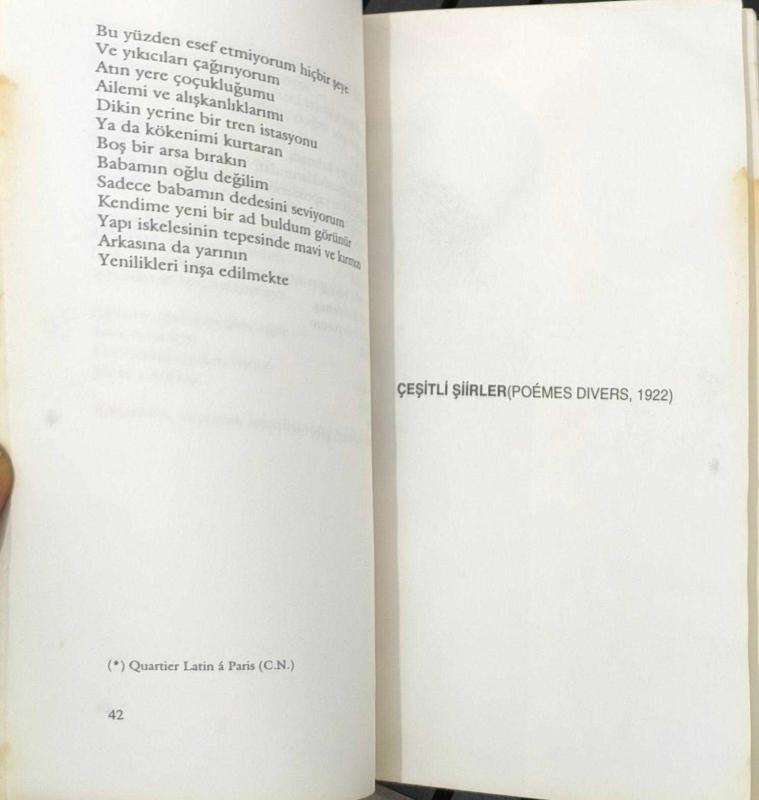 Bu yüzden esef etmiyorum hiçbir şeye
Ve yıkıcıları çağırıyorum
Atın yere çoçukluğumu
Ailemi ve alışkanlıklarımı
Dikin yerine bir tren istasyonu
Ya da kökenimi kurtaran
Boş bir arsa bırakın
Babamın oğlu değilim
Sadece babamın dedesini seviyorum
Kendime yeni bir ad buldum görünür
Yapı iskelesinin tepesinde mavi ve kırmızı
Arkasına da yarının
Yenilikleri inşa edilmekte
(*) Quartier Latin á Paris (C.N.)
42
ÇEŞİTLİ ŞİİRLER(POÉMES DIVERS, 1922)